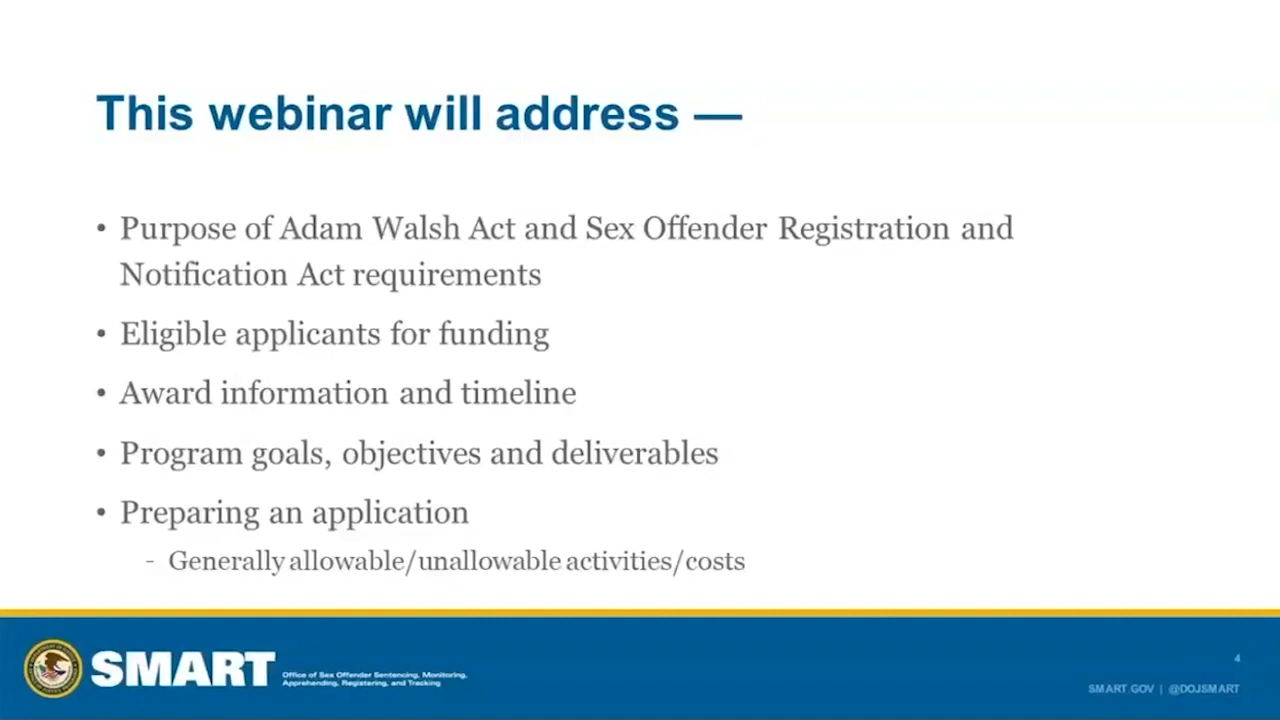 This webinar will address —
• Purpose of Adam Walsh Act and Sex Offender Registration and
Notification Act requirements
• Eligible applicants for funding
• Award information and timeline
• Program goals, objectives and deliverables
• Preparing an application
- Generally allowable/unallowable activities/costs
SMART
Office of Sex Offender Sentencing, Monitoring,
Apprehending, Registering, and Tracking
4
SMART.GOV | @DOJSMART